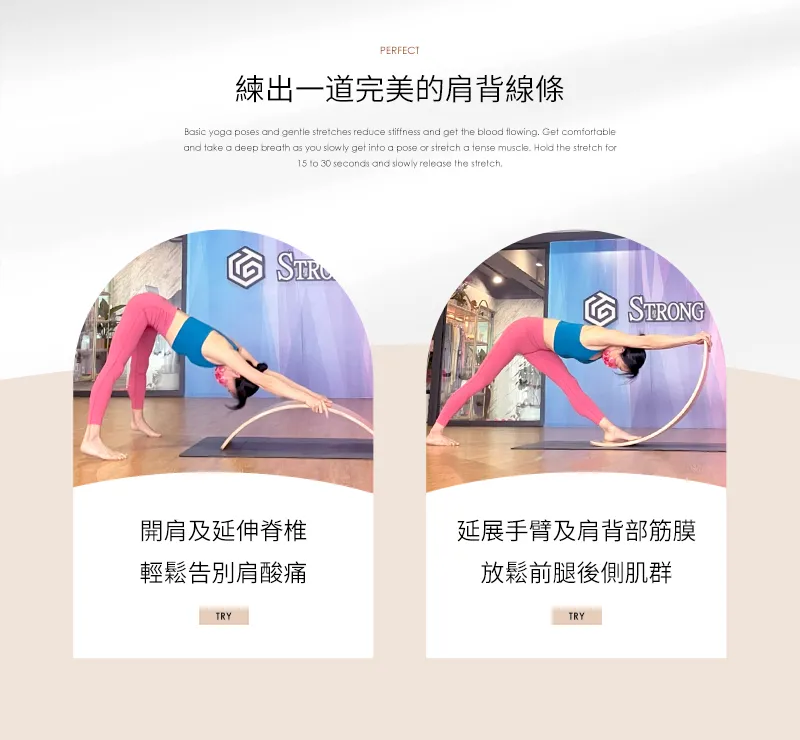 PERFECT
練出一道完美的肩背線條
Basic yoga poses and gentle stretches reduce stiffness and get the blood flowing. Get comfortable
and take a deep breath as you slowly get into a pose or stretch a tense muscle. Hold the stretch for
15 to 30 seconds and slowly release the stretch.
STRO
STRONG
開肩及延伸脊椎
輕鬆告別肩酸痛
TRY
延展手臂及肩背部筋膜
放鬆前腿後側肌群
TRY